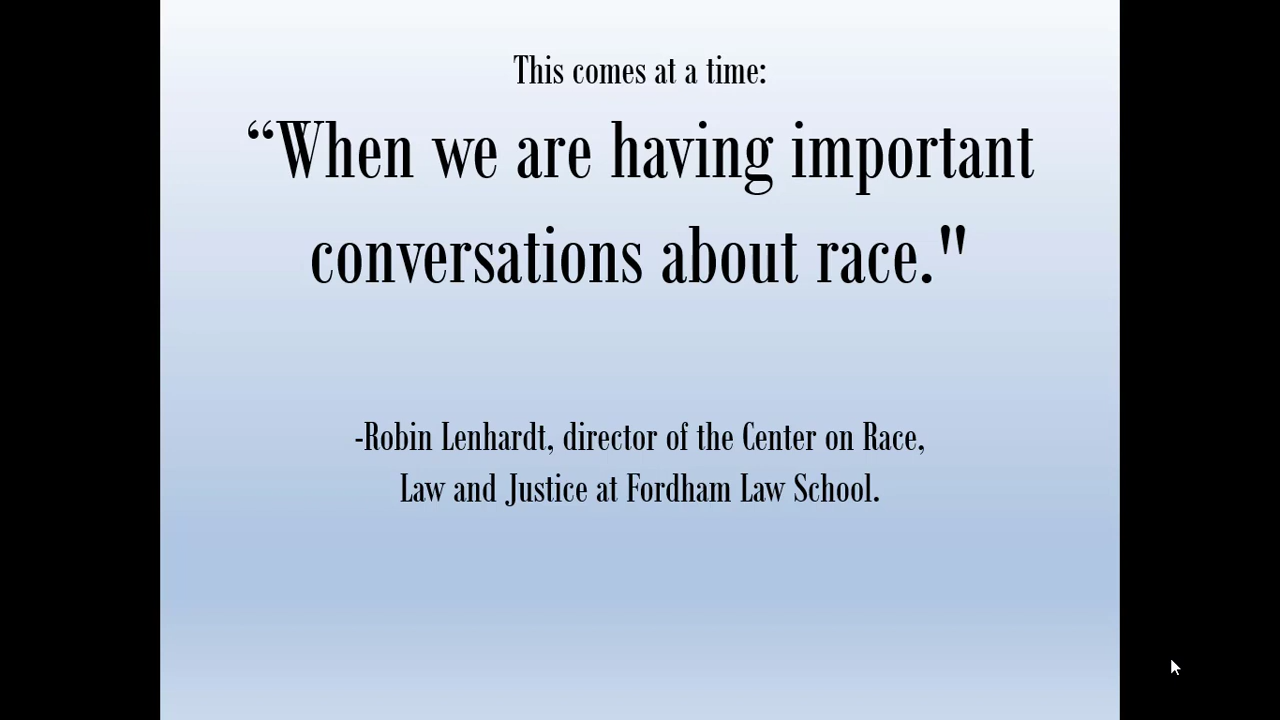 This comes at a time:
“When we are having important
conversations about race."
-Robin Lenhardt, director of the Center on Race,
Law and Justice at Fordham Law School.